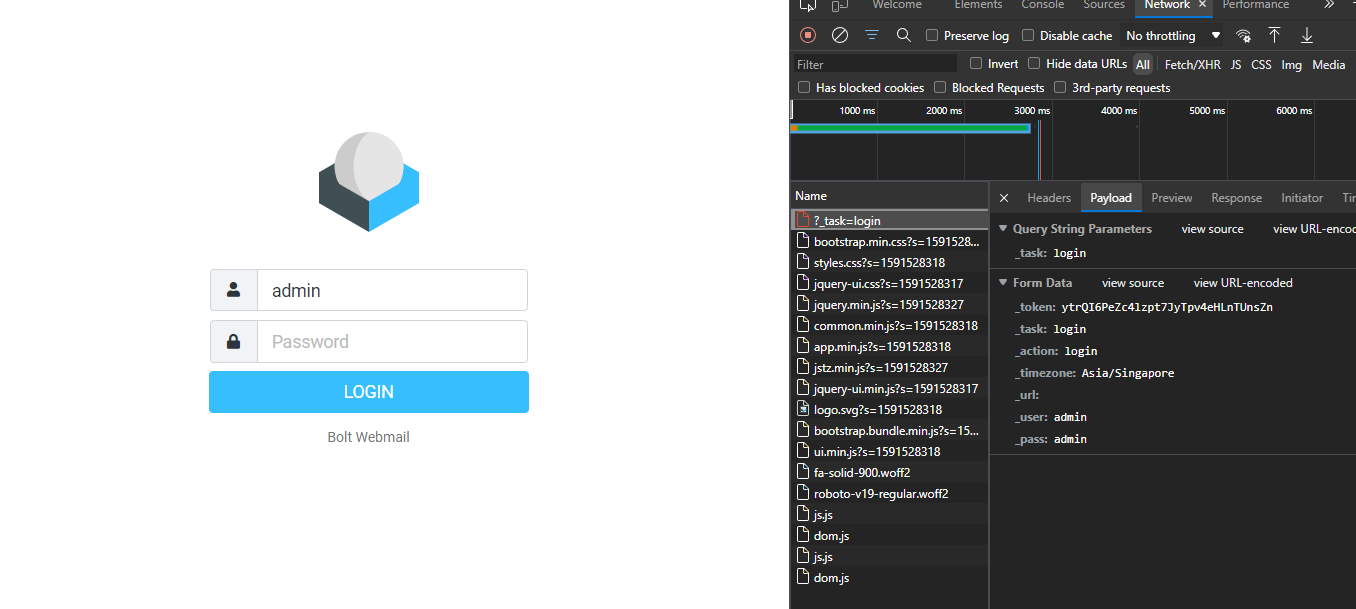 admin
Password
LOGIN
Bolt Webmail
Welcome Elements Console Sources Network Performance
Preserve log Disable cache No throttling
Filter Invert Hide data URLs All Fetch/XHR JS CSS Img Media
Has blocked cookies Blocked Requests 3rd-party requests
1000 ms 2000 ms 3000 ms 4000 ms 5000 ms 6000 ms
Name
?_task=login
bootstrap.min.css?s=1591528...
styles.css?s=1591528318
jquery-ui.css?s=1591528317
jquery.min.js?s=1591528327
common.min.js?s=1591528318
app.min.js?s=1591528318
jstz.min.js?s=1591528327
jquery-ui.min.js?s=1591528317
logo.svg?s=1591528318
bootstrap.bundle.min.js?s=15...
ui.min.js?s=1591528318
fa-solid-900.woff2
roboto-v19-regular.woff2
js.js
dom.js
js.js
dom.js
Headers Payload Preview Response Initiator Tir
Query String Parameters view source view URL-encod
_task: login
Form Data view source view URL-encoded
_token: ytrQI6PeZc4lzpt7JyTpv4eHLnTUnsZn
_task: login
_action: login
_timezone: Asia/Singapore
_url:
_user: admin
_pass: admin